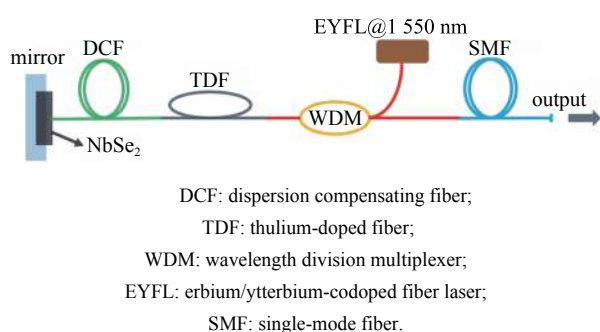 EYFL@1 550 nm
DCF
SMF
mirror
TDF
output
WDM
NbSe₂
DCF: dispersion compensating fiber;
TDF: thulium-doped fiber;
WDM: wavelength division multiplexer;
EYFL: erbium/ytterbium-codoped fiber laser;
SMF: single-mode fiber.